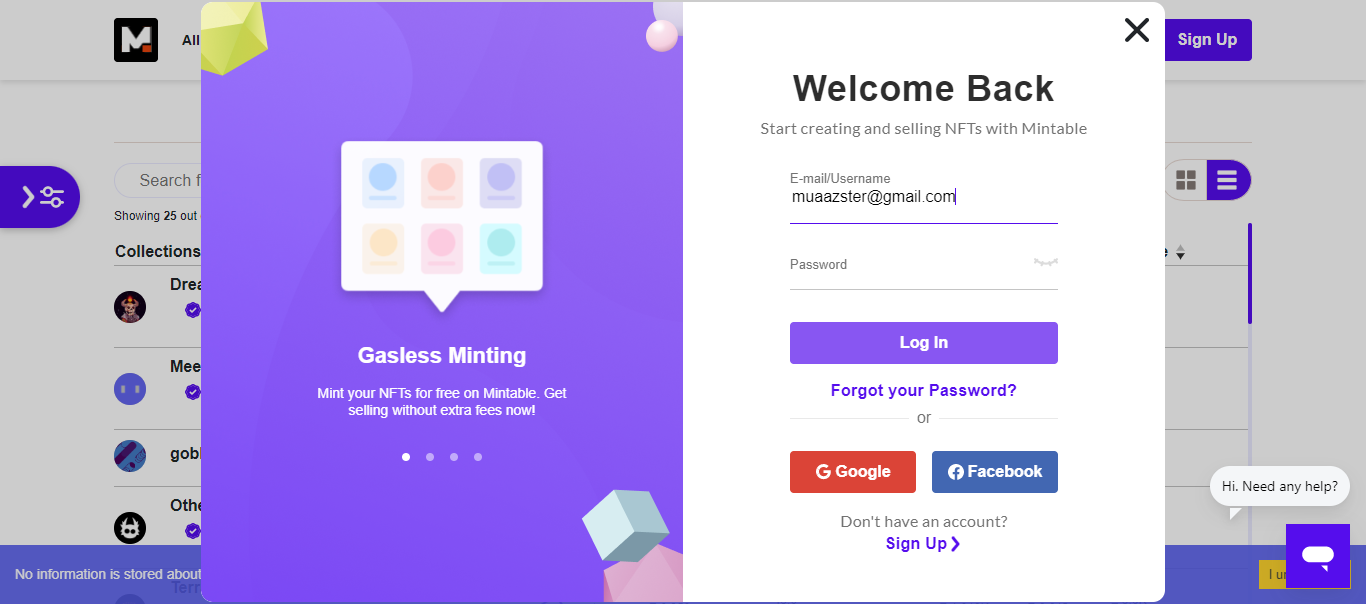 M
All
Sign Up
Search f
Showing 25 out
Collections
Drea
Mee
gobl
Othe
Terr
No information is stored about
Gasless Minting
Mint your NFTs for free on Mintable. Get
selling without extra fees now!
Welcome Back
Start creating and selling NFTs with Mintable
E-mail/Username
muaazster@gmail.com
Password
Log In
Forgot your Password?
or
Google
Facebook
Don't have an account?
Sign Up
Hi. Need any help?